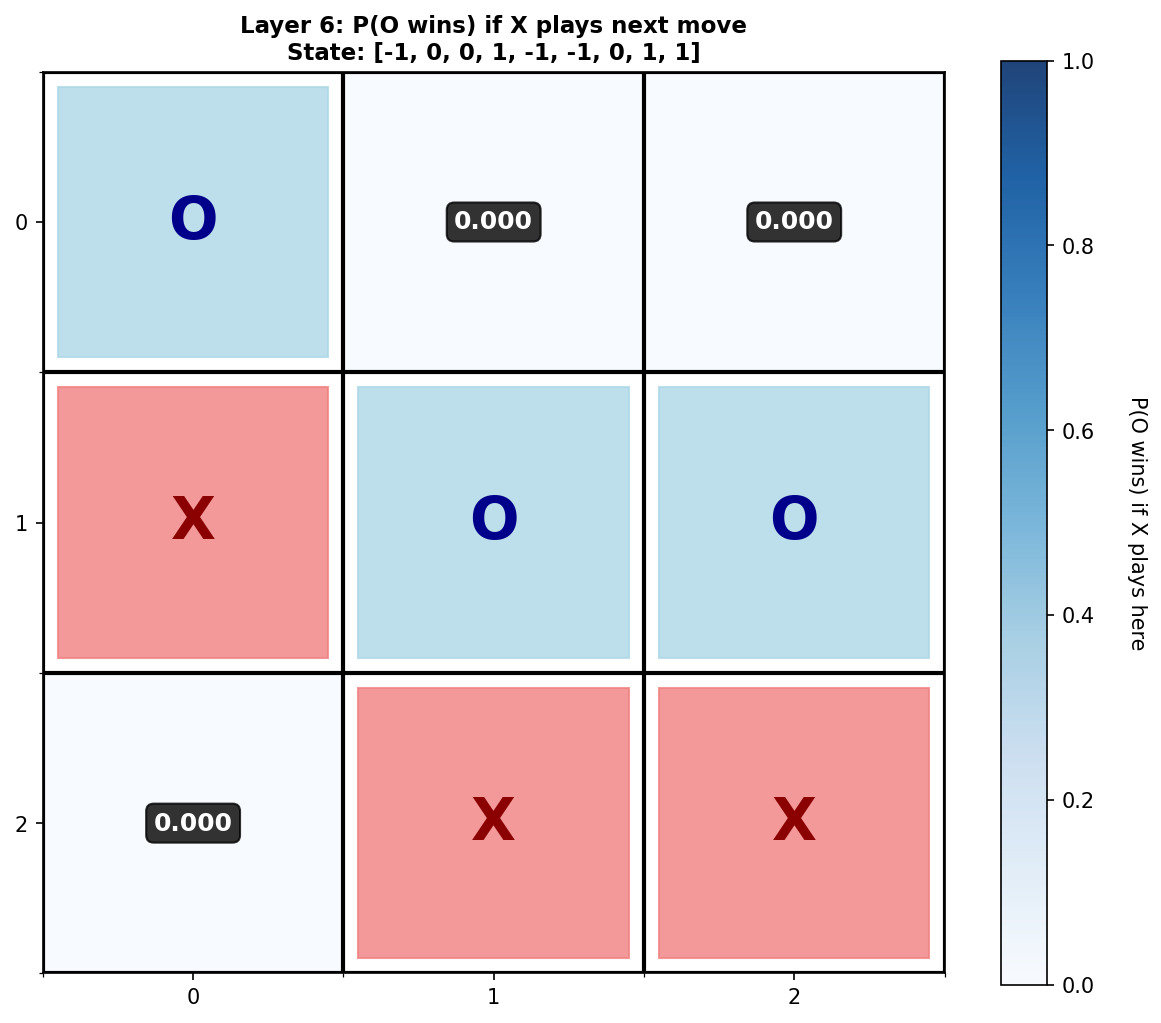 Layer 6: P(O wins) if X plays next move
State: [-1, 0, 0, 1, -1, -1, 0, 1, 1]
O
0.000
0.000
X
O
O
0.000
X
X
0
1
2
0
1
2
1.0
0.8
0.6
0.4
0.2
0.0
P(O wins) if X plays here